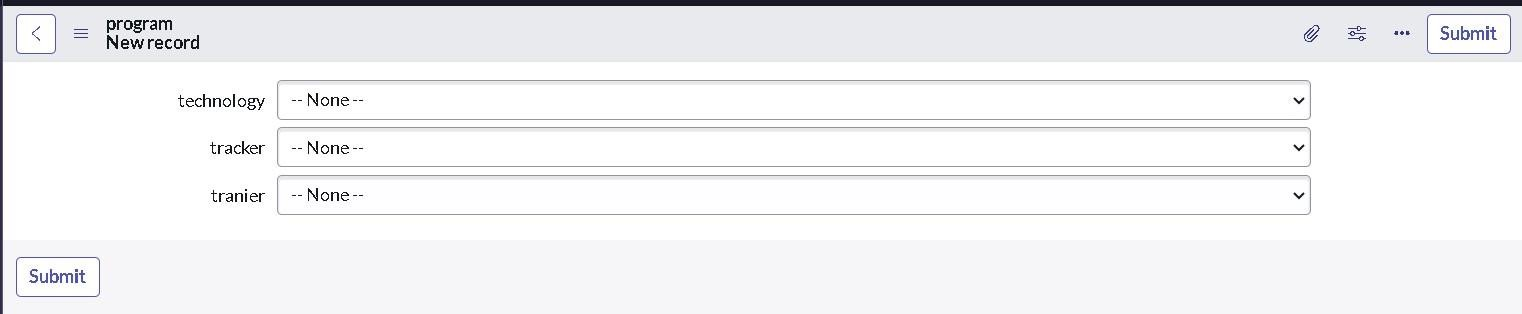 program
New record
Submit
technology -- None --
tracker -- None --
tranier -- None --
Submit